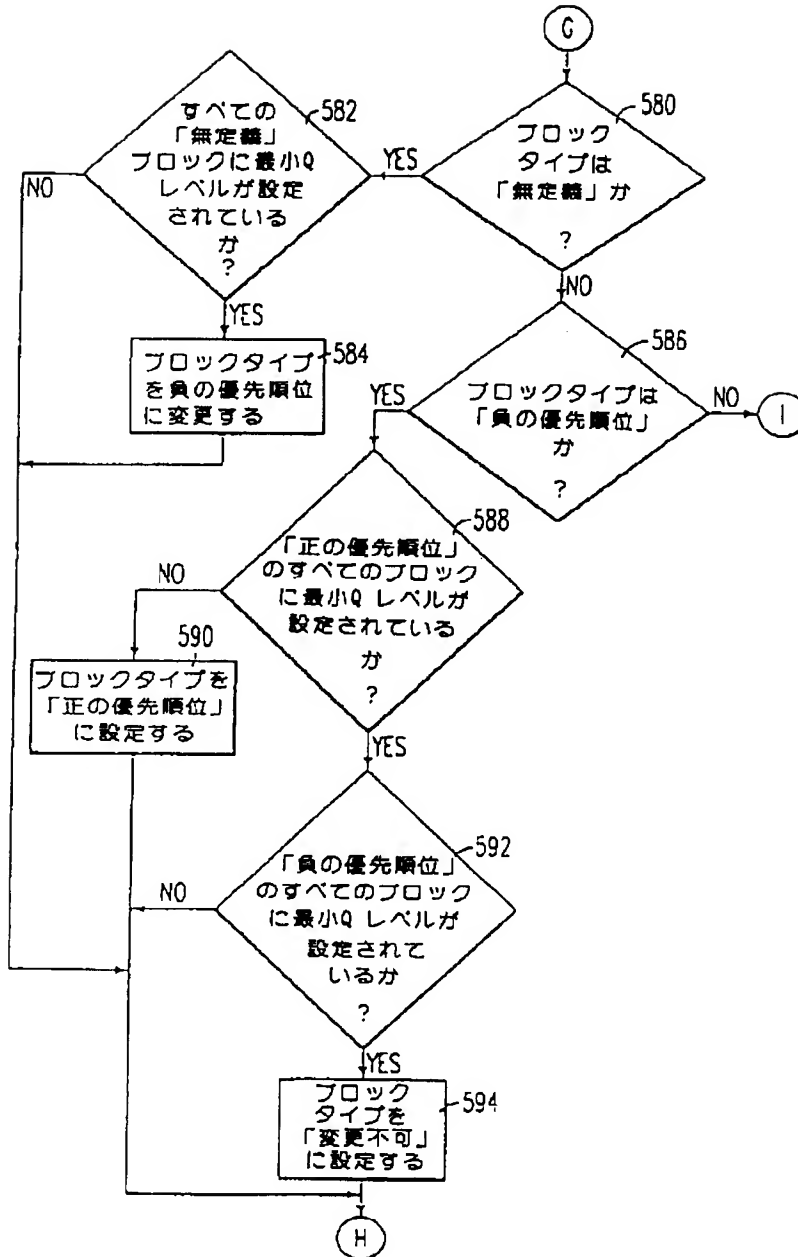 G
580
ブロック
タイプは
「無定義」か
?
YES
NO
582
すべての
「無定義」
ブロックに最小Q
レベルが設定
されている
か
?
NO
YES
584
ブロックタイプ
を負の優先順位
に変更する
586
ブロックタイプは
「負の優先順位」
か
?
YES
NO
I
588
「正の優先順位」
のすべてのブロック
に最小Q レベルが
設定されている
か
?
NO
YES
590
ブロックタイプを
「正の優先順位」
に設定する
592
「負の優先順位」
のすべてのブロック
に最小Q レベルが
設定されて
いるか
?
NO
YES
594
ブロック
タイプを
「変更不可」
に設定する
H